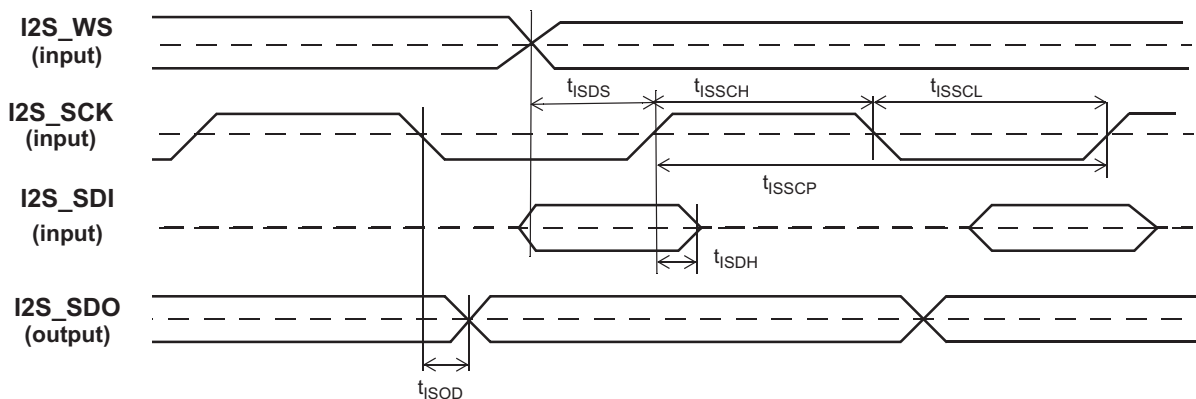 I2S_WS
(input)
tISDS
tISSCH
tISSCL
I2S_SCK
(input)
tISSCP
I2S_SDI
(input)
tISDH
I2S_SDO
(output)
tISOD